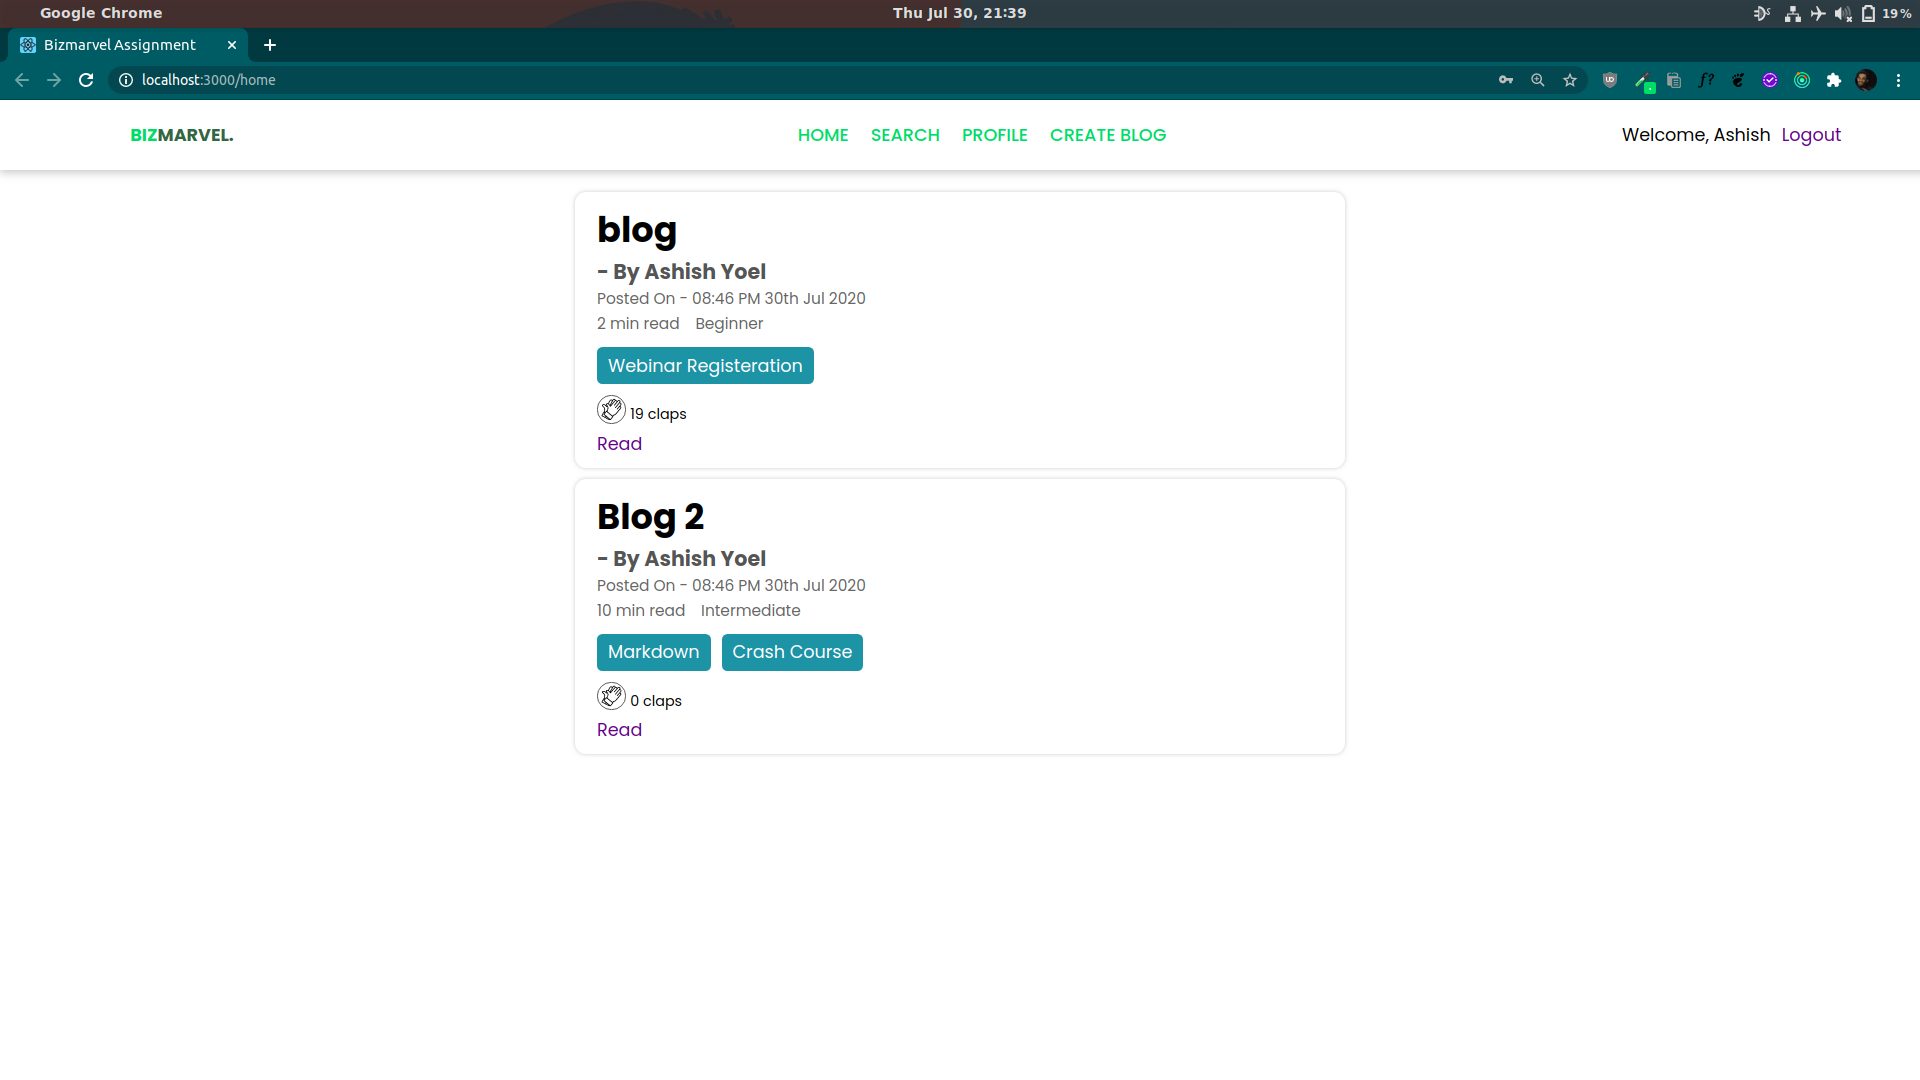 Google Chrome
Thu Jul 30, 21:39
19%
Bizmarvel Assignment
localhost:3000/home
BIZMARVEL.
HOME SEARCH PROFILE CREATE BLOG
Welcome, Ashish Logout
blog
- By Ashish Yoel
Posted On - 08:46 PM 30th Jul 2020
2 min read Beginner
Webinar Registeration
19 claps
Read
Blog 2
- By Ashish Yoel
Posted On - 08:46 PM 30th Jul 2020
10 min read Intermediate
Markdown Crash Course
0 claps
Read